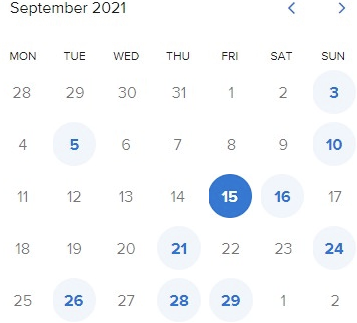 September 2021
MON TUE WED THU FRI SAT SUN
28 29 30 31 1 2 3
4 5 6 7 8 9 10
11 12 13 14 15 16 17
18 19 20 21 22 23 24
25 26 27 28 29 1 2